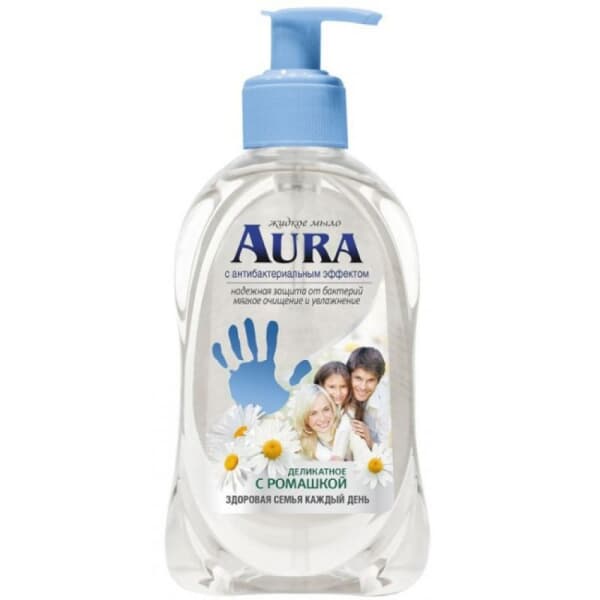 жидкое мыло
AURA
с антибактериальным эффектом
надежная защита от бактерий
мягкое очищение и увлажнение
ДЕЛИКАТНОЕ
С РОМАШКОЙ
ЗДОРОВАЯ СЕМЬЯ КАЖДЫЙ ДЕНЬ